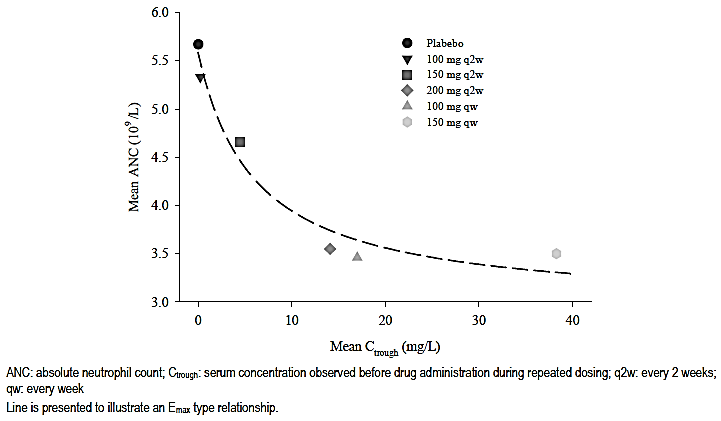 6.0
5.5
5.0
4.5
4.0
3.5
3.0
Mean ANC (10⁹/L)
Plabebo
100 mg q2w
150 mg q2w
200 mg q2w
100 mg qw
150 mg qw
0
10
20
30
40
Mean Ctrough (mg/L)
ANC: absolute neutrophil count; Ctrough: serum concentration observed before drug administration during repeated dosing; q2w: every 2 weeks;
qw: every week
Line is presented to illustrate an Emax type relationship.